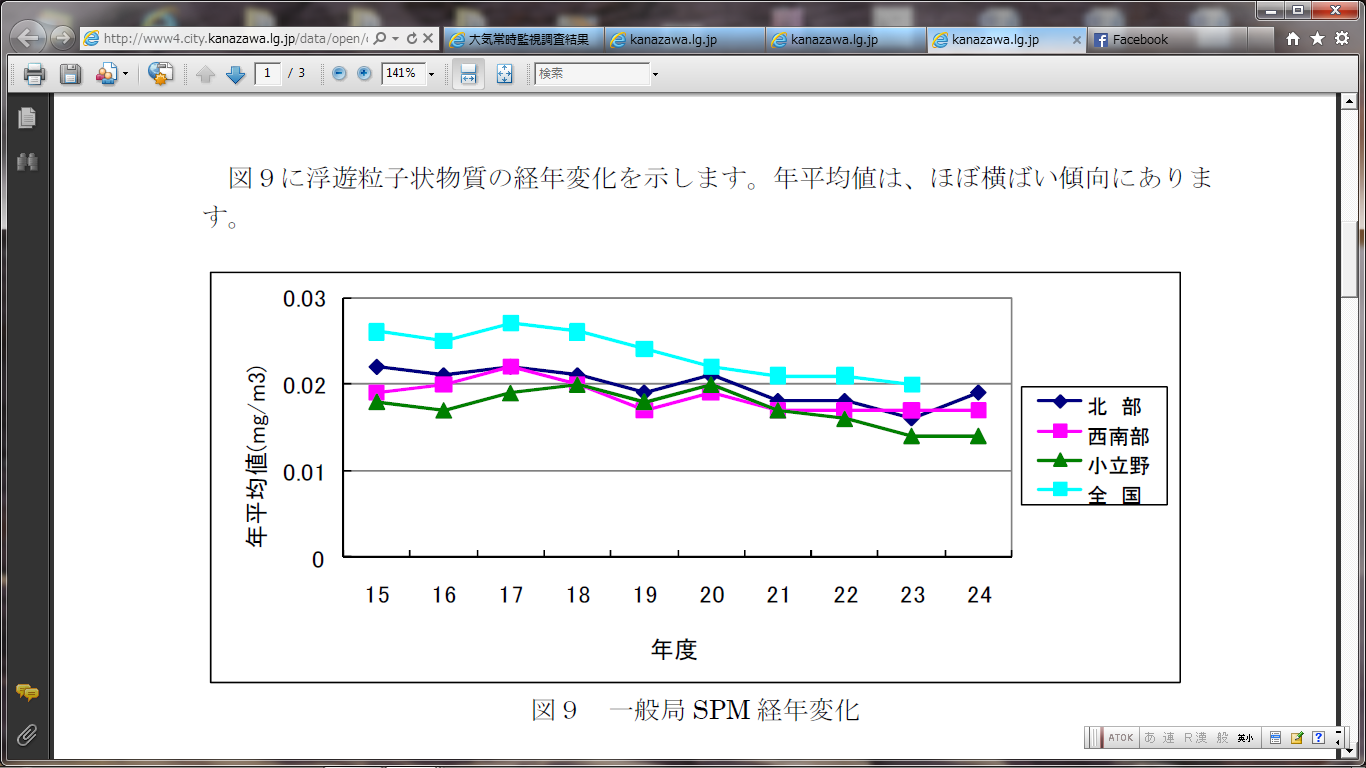 http://www4.city.kanazawa.lg.jp/data/open/
大気常時監視調査結果
kanazawa.lg.jp
kanazawa.lg.jp
kanazawa.lg.jp
Facebook
1 / 3
141%
検索
図９に浮遊粒子状物質の経年変化を示します。年平均値は、ほぼ横ばい傾向にありま
す。
0.03
0.02
0.01
0
年平均値(mg/m3)
15 16 17 18 19 20 21 22 23 24
年度
北 部
西南部
小立野
全 国
図９ 一般局 SPM 経年変化
ATOK あ 連 R漢 般 英小